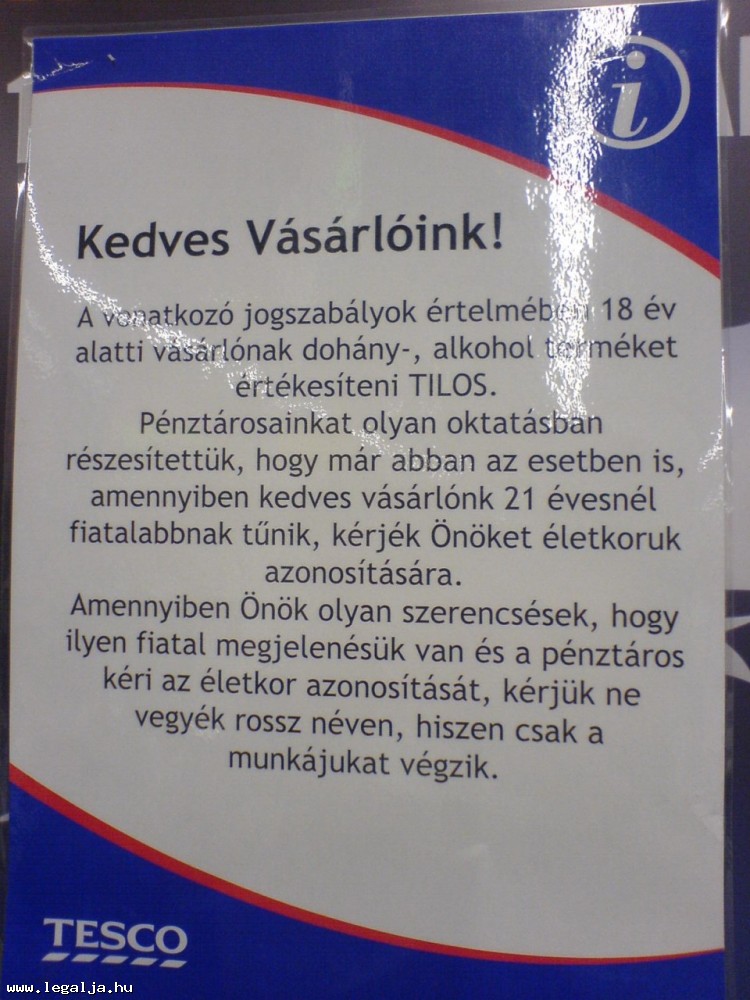 i
Kedves Vásárlóink!
A vonatkozó jogszabályok értelmében 18 év
alatti vásárlónak dohány-, alkohol terméket
értékesíteni TILOS.
Pénztárosainkat olyan oktatásban
részesítettük, hogy már abban az esetben is,
amennyiben kedves vásárlónk 21 évesnél
fiatalabbnak tűnik, kérjék Önöket életkoruk
azonosítására.
Amennyiben Önök olyan szerencsések, hogy
ilyen fiatal megjelenésük van és a pénztáros
kéri az életkor azonosítását, kérjük ne
vegyék rossz néven, hiszen csak a
munkájukat végzik.
TESCO
www.legalja.hu